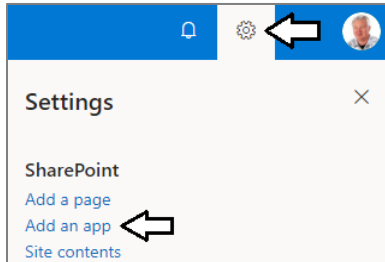 Settings
SharePoint
Add a page
Add an app
Site contents